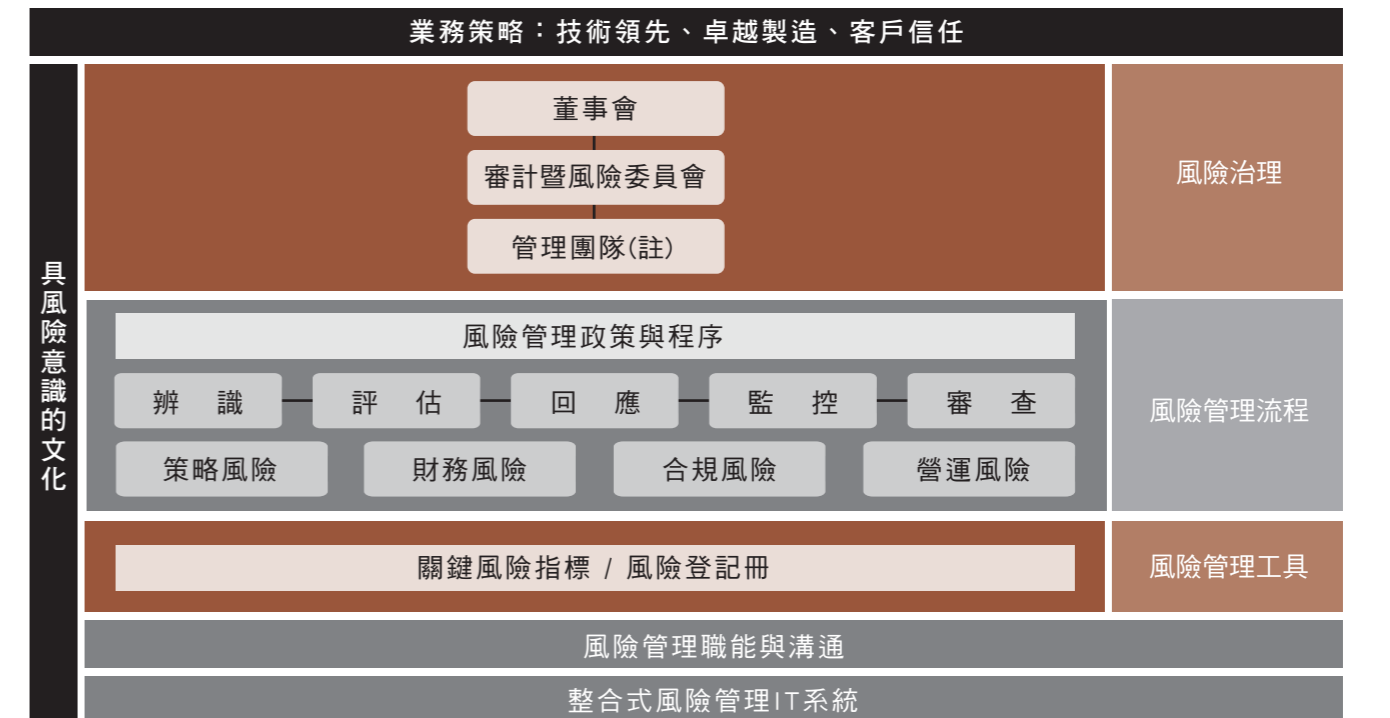 業務策略：技術領先、卓越製造、客戶信任
具風險意識的文化
董事會
審計暨風險委員會
管理團隊(註)
風險治理
風險管理政策與程序
辨識
評估
回應
監控
審查
策略風險
財務風險
合規風險
營運風險
風險管理流程
關鍵風險指標 / 風險登記冊
風險管理工具
風險管理職能與溝通
整合式風險管理IT系統